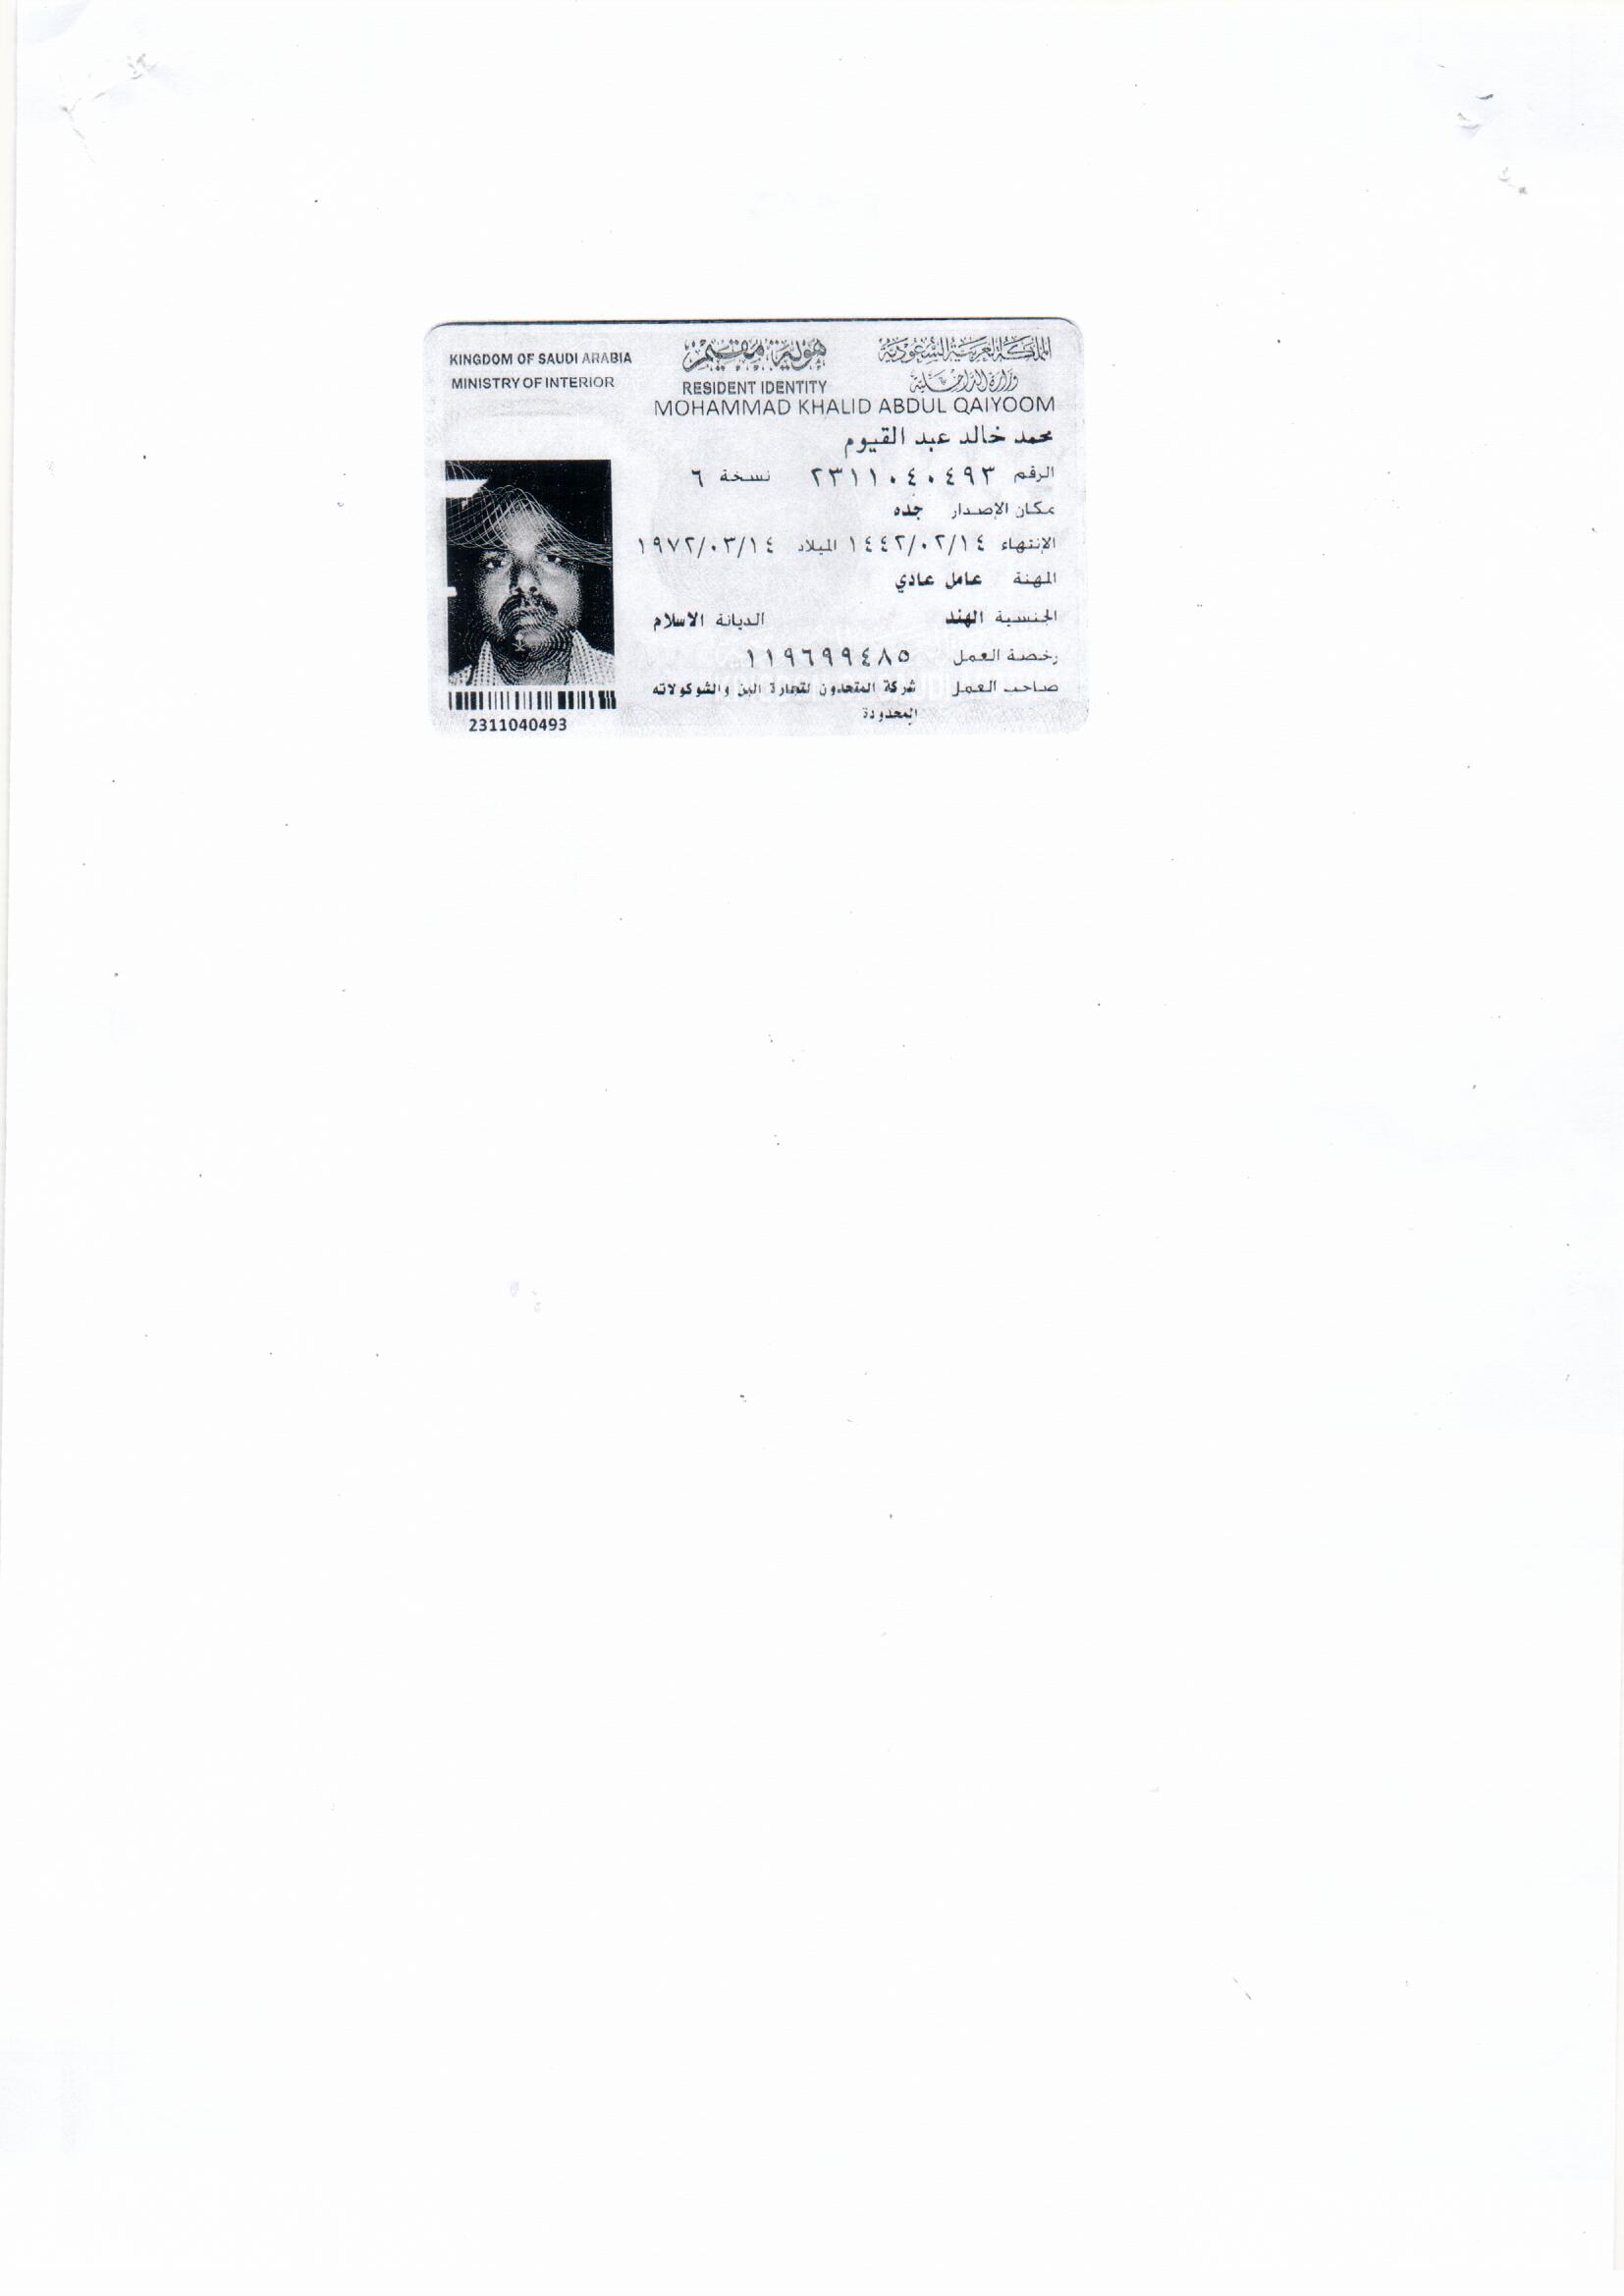 KINGDOM OF SAUDI ARABIA
MINISTRY OF INTERIOR
هوية مقيم
RESIDENT IDENTITY
المملكة العربية السعودية
وزارة الداخلية
MOHAMMAD KHALID ABDUL QAIYOOM
محمد خالد عبد القيوم
الرقم ٢٣١١٠٤٠٤٩٣ نسخة ٦
مكان الإصدار جده
الإنتهاء ١٤٤٢/٠٢/١٤ الميلاد ١٩٧٢/٠٣/١٤
المهنة عامل عادي
الجنسية الهند الديانة الاسلام
رخصة العمل ١١٩٦٩٩٤٨٥
صاحب العمل شركة المتحدون لتجارة البن والشوكولاته
المحدودة
2311040493